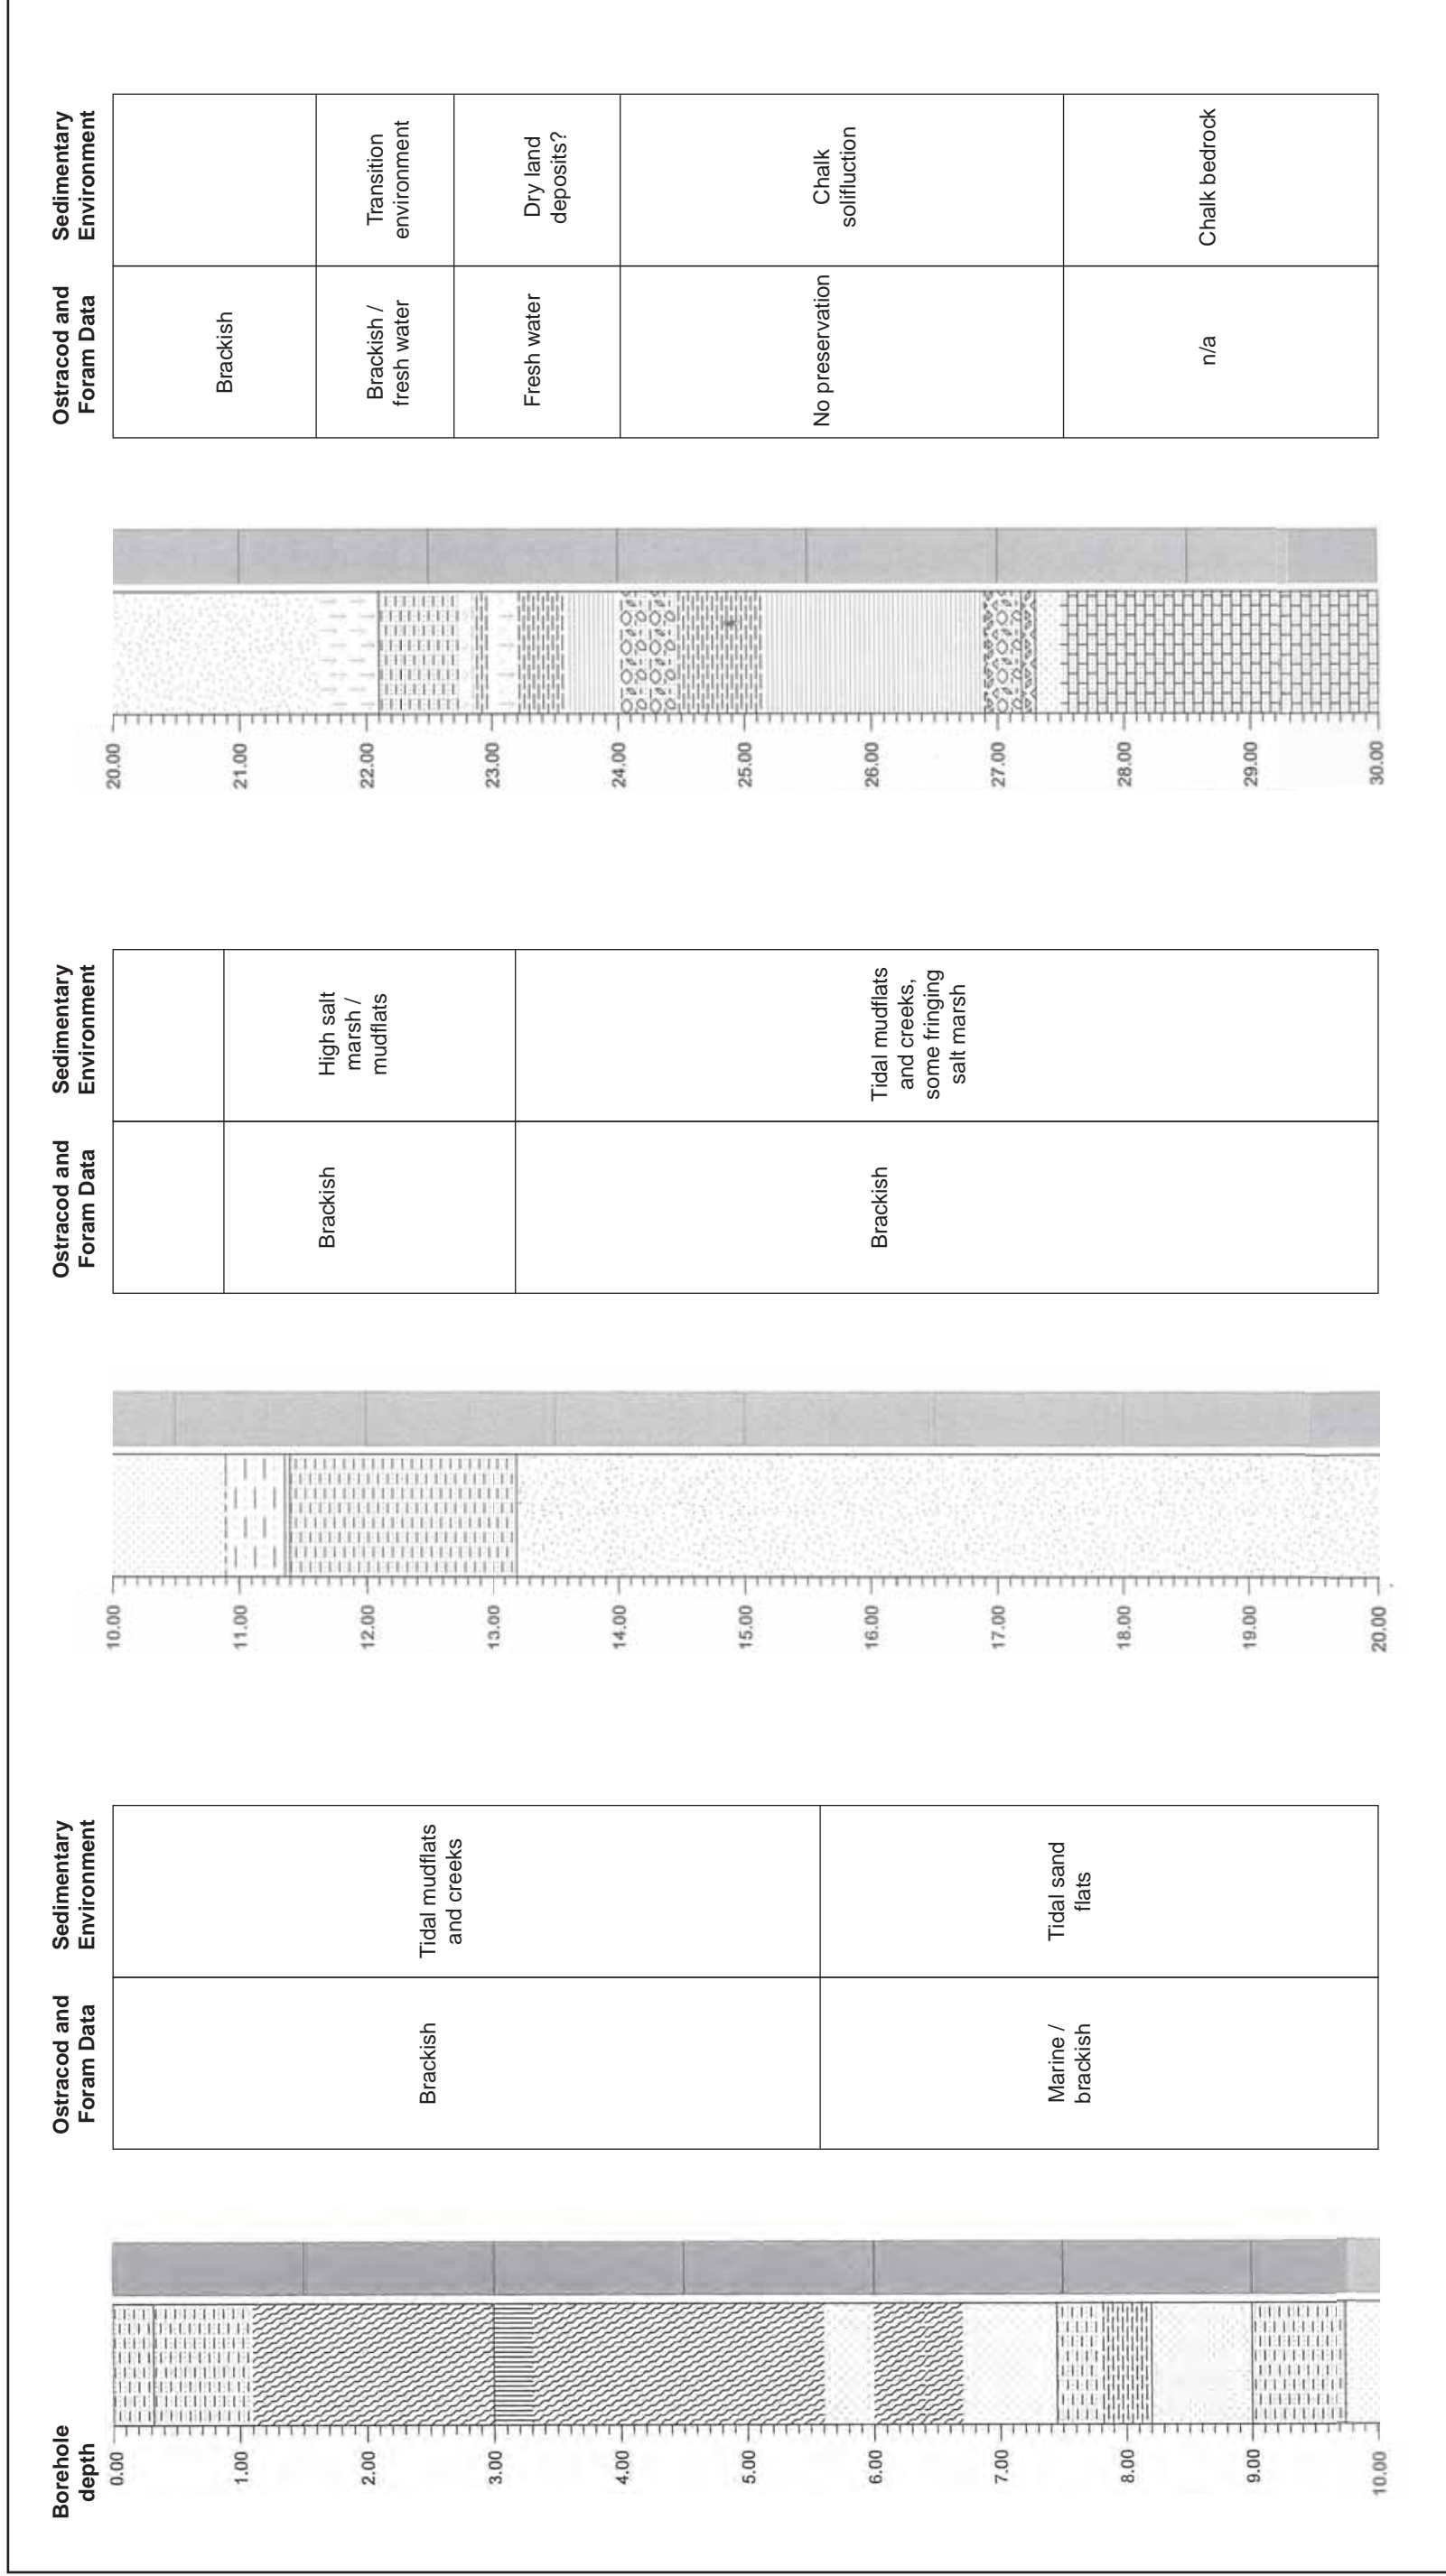 Borehole
depth
Ostracod and
Foram Data
Sedimentary
Environment
0.00
1.00
2.00
3.00
4.00
5.00
6.00
7.00
8.00
9.00
10.00
Brackish
Tidal mudflats
and creeks
Marine /
brackish
Tidal sand
flats
Ostracod and
Foram Data
Sedimentary
Environment
10.00
11.00
12.00
13.00
14.00
15.00
16.00
17.00
18.00
19.00
20.00
Brackish
High salt
marsh /
mudflats
Brackish
Tidal mudflats
and creeks,
some fringing
salt marsh
Ostracod and
Foram Data
Sedimentary
Environment
20.00
21.00
22.00
23.00
24.00
25.00
26.00
27.00
28.00
29.00
30.00
Brackish
Brackish /
fresh water
Transition
environment
Fresh water
Dry land
deposits?
No preservation
Chalk
solifluction
n/a
Chalk bedrock